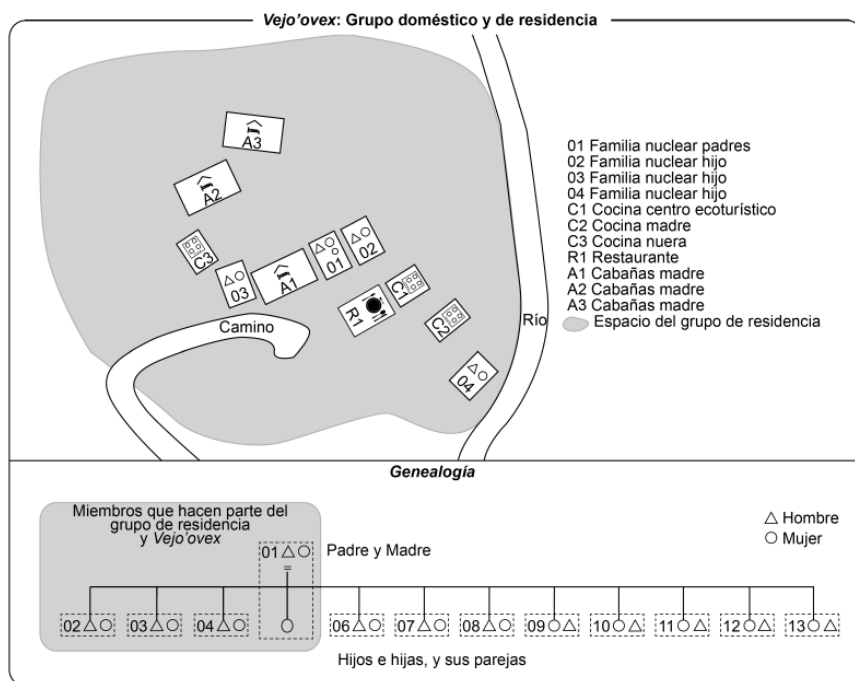 Vejo’ovex: Grupo doméstico y de residencia
A3
A2
C3
03
A1
01
02
C1
R1
C2
04
Camino
Río
01 Familia nuclear padres
02 Familia nuclear hijo
03 Familia nuclear hijo
04 Familia nuclear hijo
C1 Cocina centro ecoturístico
C2 Cocina madre
C3 Cocina nuera
R1 Restaurante
A1 Cabañas madre
A2 Cabañas madre
A3 Cabañas madre
Espacio del grupo de residencia
Genealogía
Miembros que hacen parte del
grupo de residencia
y Vejo’ovex
01
Padre y Madre
=
Hombre
Mujer
02 03 04 06 07 08 09 10 11 12 13
Hijos e hijas, y sus parejas